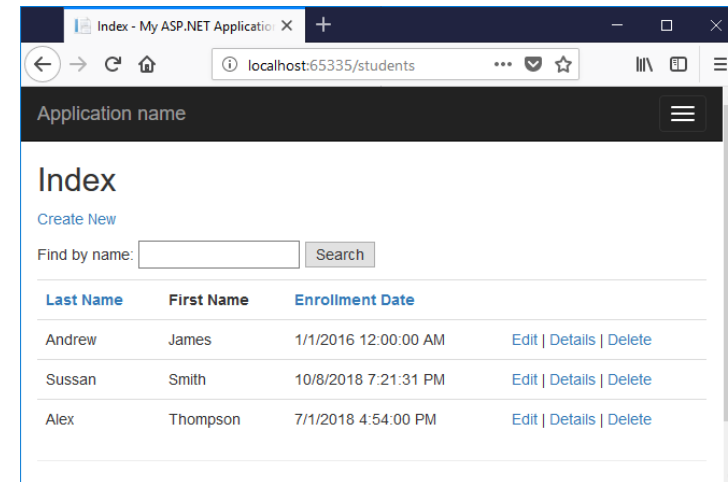 Index - My ASP.NET Application
localhost:65335/students
Application name
Index
Create New
Find by name: Search
Last Name First Name Enrollment Date
Andrew James 1/1/2016 12:00:00 AM Edit | Details | Delete
Sussan Smith 10/8/2018 7:21:31 PM Edit | Details | Delete
Alex Thompson 7/1/2018 4:54:00 PM Edit | Details | Delete